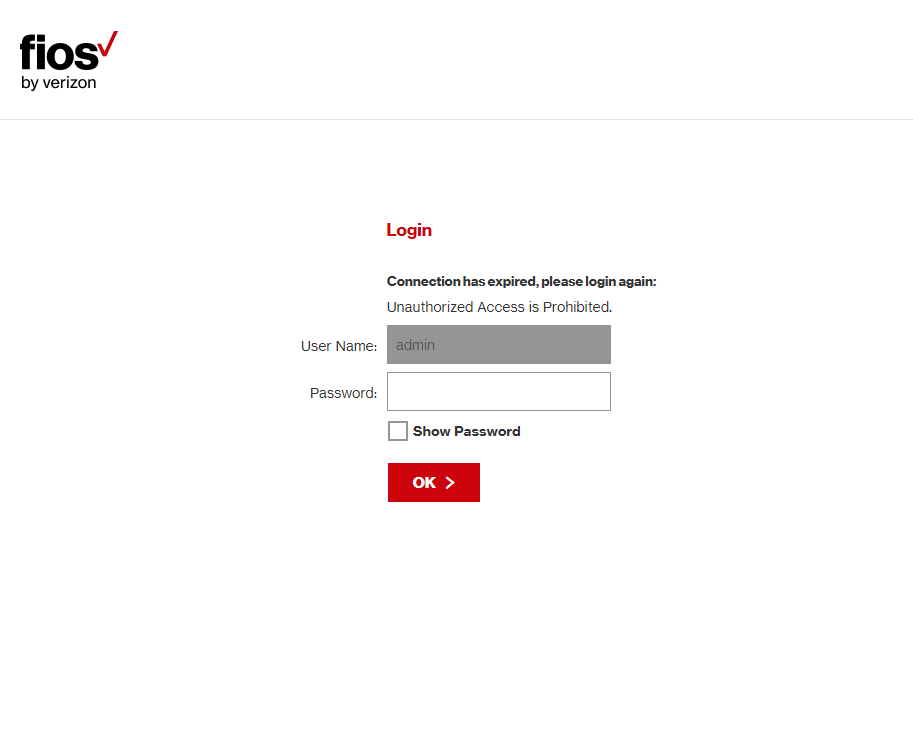 fios
by verizon
Login
Connection has expired, please login again:
Unauthorized Access is Prohibited.
User Name: admin
Password:
Show Password
OK